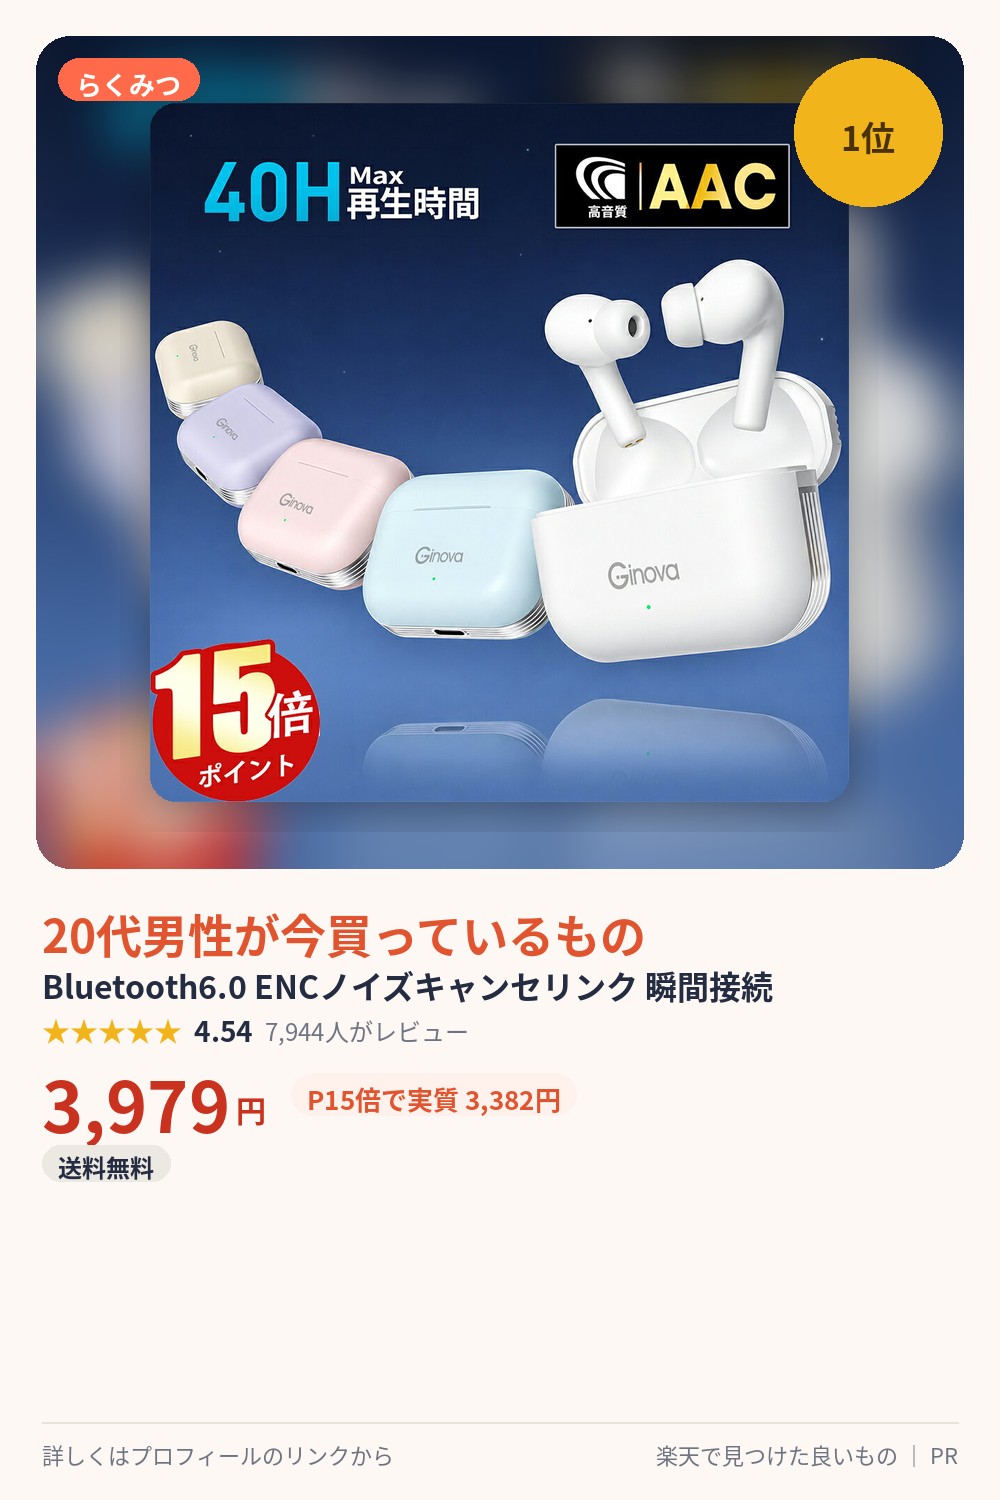 らくみつ
1位
40H Max 再生時間
高音質 AAC
Ginova
Ginova
Ginova
Ginova
Ginova
15倍
ポイント
20代男性が今買っているもの
Bluetooth6.0 ENCノイズキャンセリンク 瞬間接続
★★★★★ 4.54 7,944人がレビュー
3,979円 P15倍で実質 3,382円
送料無料
詳しくはプロフィールのリンクから
楽天で見つけた良いもの | PR